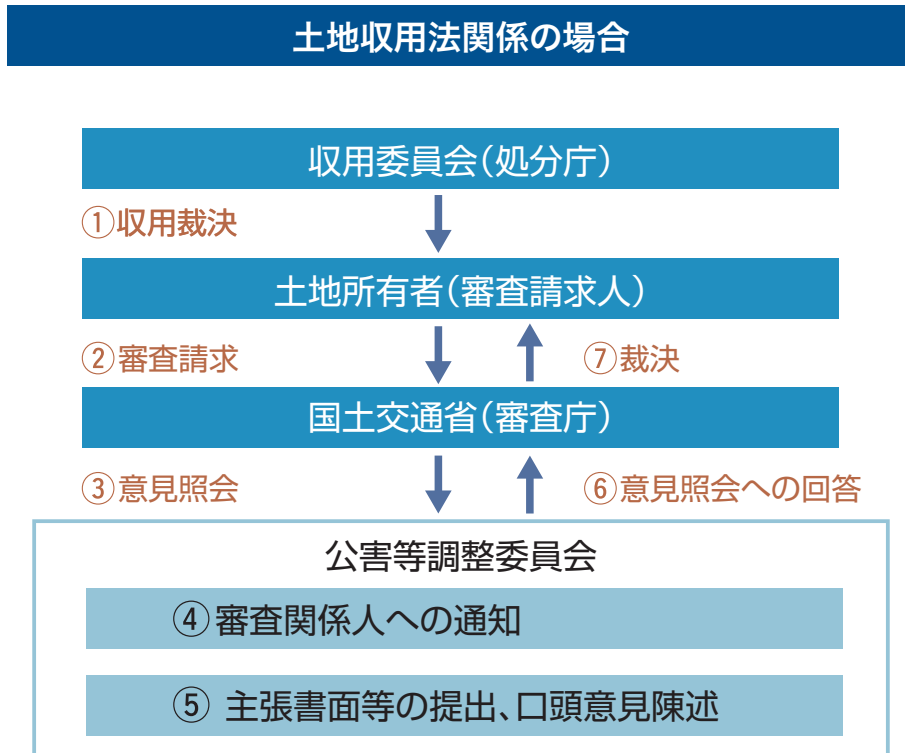 土地収用法関係の場合
収用委員会(処分庁)
①収用裁決
土地所有者(審査請求人)
②審査請求
⑦裁決
国土交通省(審査庁)
③意見照会
⑥意見照会への回答
公害等調整委員会
④審査関係人への通知
⑤ 主張書面等の提出、口頭意見陳述